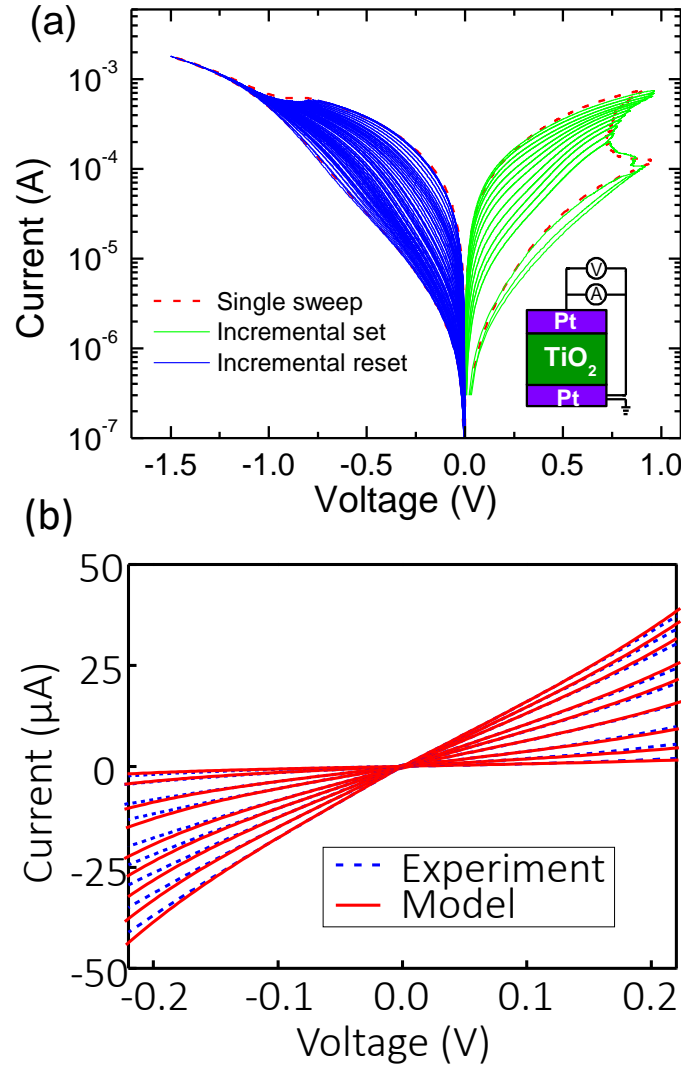 (a)
10⁻³
10⁻⁴
10⁻⁵
10⁻⁶
10⁻⁷
Current (A)
Single sweep
Incremental set
Incremental reset
V
A
Pt
TiO₂
Pt
-1.5 -1.0 -0.5 0.0 0.5 1.0
Voltage (V)
(b)
50
25
0
-25
-50
Current (µA)
Experiment
Model
-0.2 -0.1 0.0 0.1 0.2
Voltage (V)